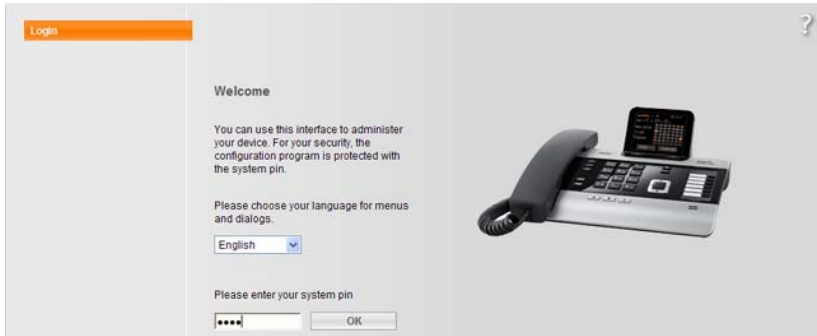 Login
?
Welcome
You can use this interface to administer
your device. For your security, the
configuration program is protected with
the system pin.
Please choose your language for menus
and dialogs.
English
Please enter your system pin
••••
OK